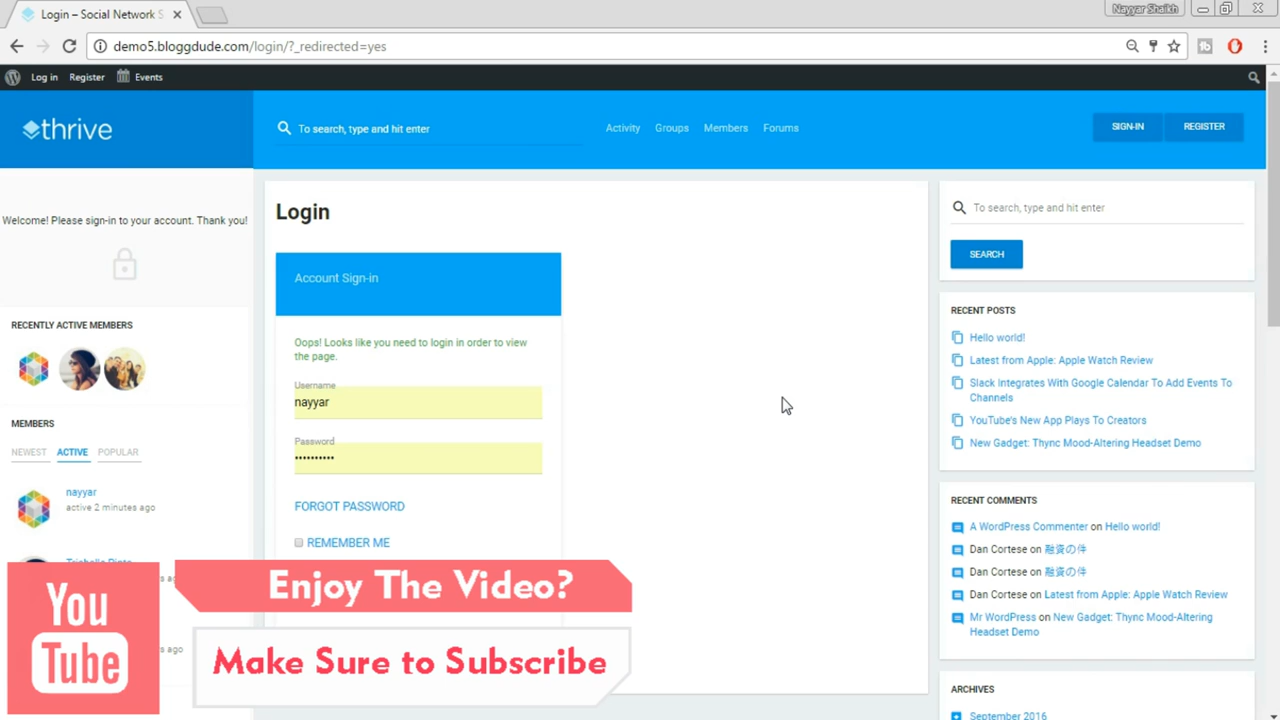 Login – Social Network S
Nayyar Shaikh
demo5.bloggdude.com/login/?_redirected=yes
Log in
Register
Events
thrive
To search, type and hit enter
Activity
Groups
Members
Forums
SIGN-IN
REGISTER
Welcome! Please sign-in to your account. Thank you!
RECENTLY ACTIVE MEMBERS
MEMBERS
NEWEST
ACTIVE
POPULAR
nayyar
active 2 minutes ago
s ago
s ago
Login
Account Sign-in
Oops! Looks like you need to login in order to view
the page.
Username
nayyar
Password
••••••••••
FORGOT PASSWORD
REMEMBER ME
To search, type and hit enter
SEARCH
RECENT POSTS
Hello world!
Latest from Apple: Apple Watch Review
Slack Integrates With Google Calendar To Add Events To
Channels
YouTube's New App Plays To Creators
New Gadget: Thync Mood-Altering Headset Demo
RECENT COMMENTS
A WordPress Commenter on Hello world!
Dan Cortese on 融資の件
Dan Cortese on 融資の件
Dan Cortese on Latest from Apple: Apple Watch Review
Mr WordPress on New Gadget: Thync Mood-Altering
Headset Demo
ARCHIVES
September 2016
You
Tube
Enjoy The Video?
Make Sure to Subscribe